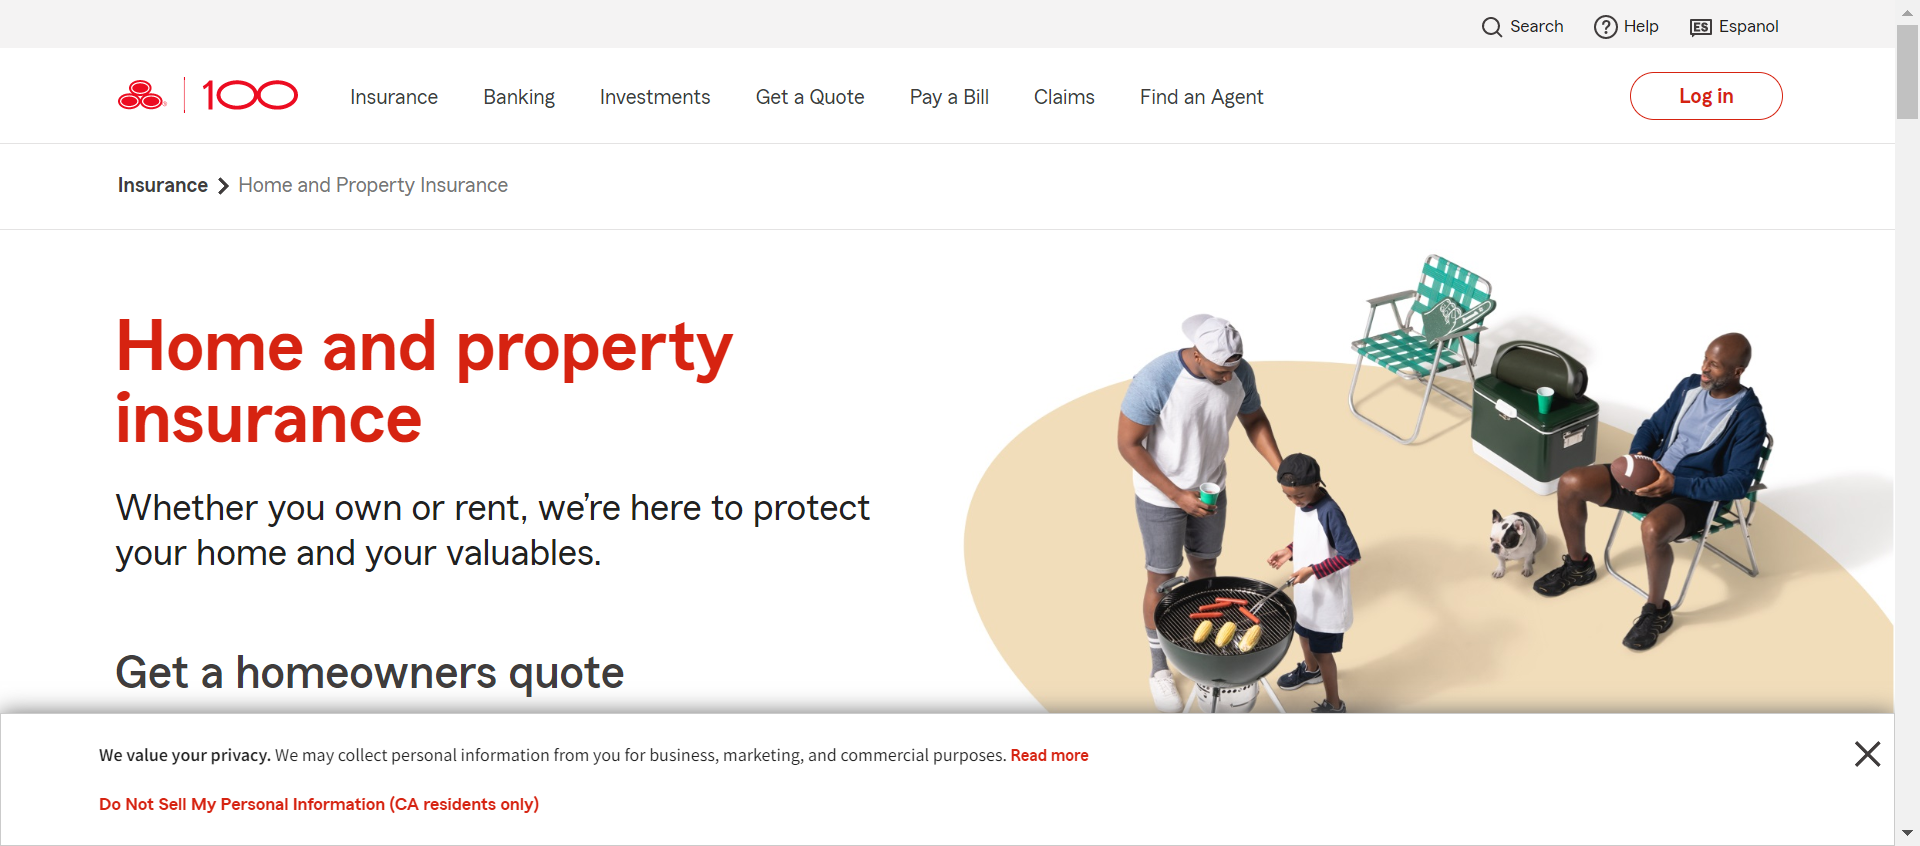 Search
Help
ES Espanol
100
Insurance
Banking
Investments
Get a Quote
Pay a Bill
Claims
Find an Agent
Log in
Insurance
Home and Property Insurance
Home and property
insurance
Whether you own or rent, we're here to protect
your home and your valuables.
Get a homeowners quote
We value your privacy. We may collect personal information from you for business, marketing, and commercial purposes. Read more
Do Not Sell My Personal Information (CA residents only)